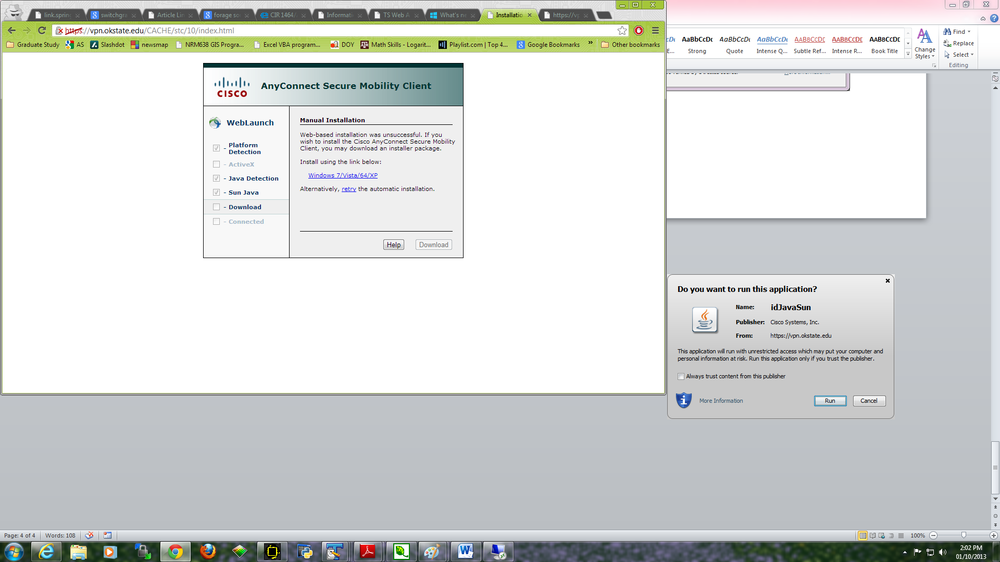 link.spring
switchgra
Article Lin
forage so
CIR 1464/
Informati
TS Web A
What's ne
Installatio
https://vp
https://vpn.okstate.edu/CACHE/stc/10/index.html
Graduate Study
AS
Slashdot
newsmap
NRM638 GIS Progra...
Excel VBA program...
DOY
Math Skills - Logarit...
Playlist.com | Top 4...
Google Bookmarks
»
Other bookmarks
CISCO
AnyConnect Secure Mobility Client
WebLaunch
- Platform
Detection
- ActiveX
- Java Detection
- Sun Java
- Download
- Connected
Manual Installation
Web-based installation was unsuccessful. If you
wish to install the Cisco AnyConnect Secure Mobility
Client, you may download an installer package.
Install using the link below:
Windows 7/Vista/64/XP
Alternatively, retry the automatic installation.
Help
Download
AaBbCcDc
AaBbCcDc
AaBbCcDc
AABBCCDE
AABBCCDE
AABBCCDE
E...
Strong
Quote
Intense Q...
Subtle Ref...
Intense R...
Book Title
Change
Styles
Find
Replace
Select
Editing
Do you want to run this application?
Name: idJavaSun
Publisher: Cisco Systems, Inc.
From: https://vpn.okstate.edu
This application will run with unrestricted access which may put your computer and
personal information at risk. Run this application only if you trust the publisher.
Always trust content from this publisher
More Information
Run
Cancel
Page: 4 of 4
Words: 108
100%
2:02 PM
01/10/2013